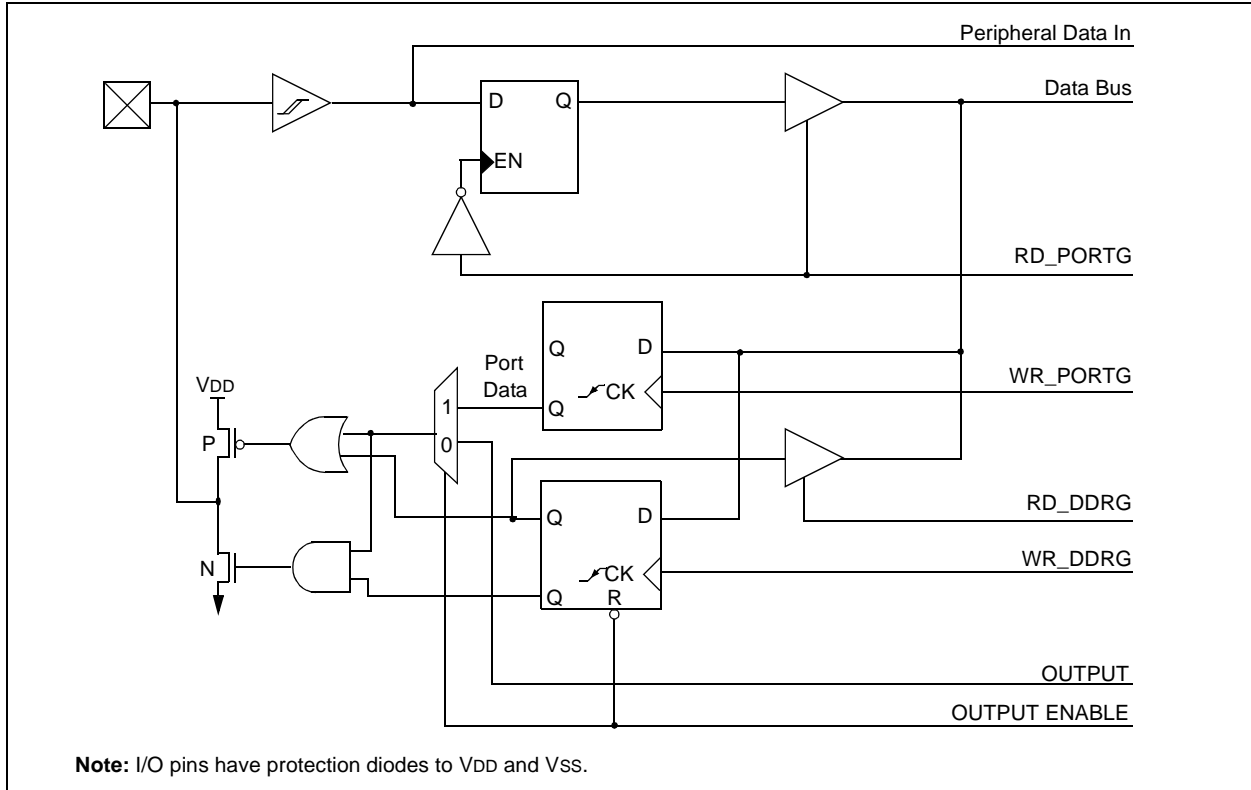 Peripheral Data In
D Q
Data Bus
EN
RD_PORTG
Q D
Port
Data
WR_PORTG
CK
Q
VDD
1
P
0
RD_DDRG
Q D
WR_DDRG
N
CK
Q R
OUTPUT
OUTPUT ENABLE
Note: I/O pins have protection diodes to VDD and VSS.